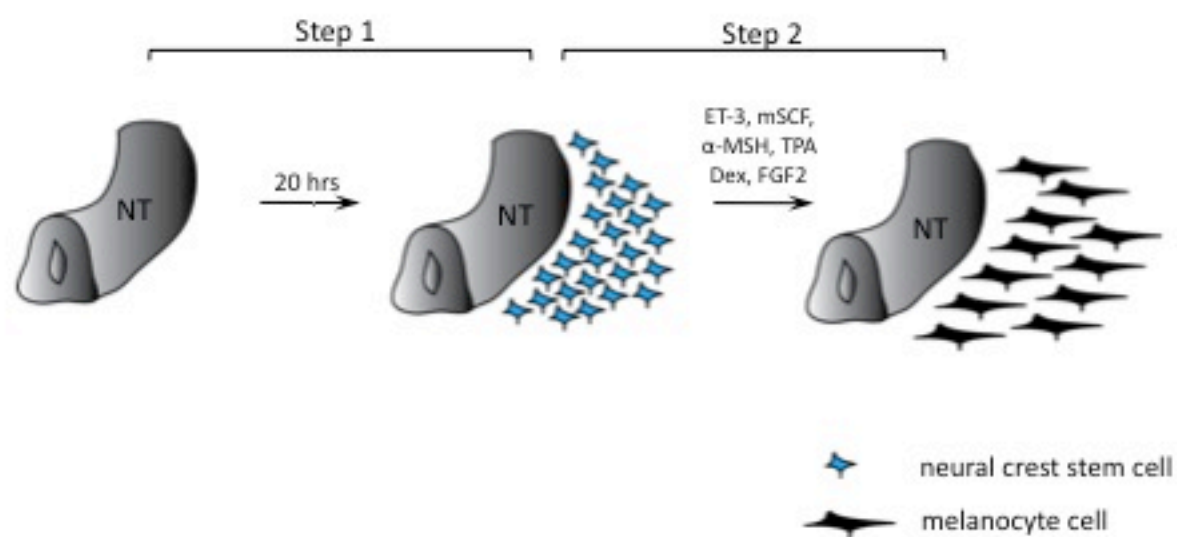 Step 1
Step 2
NT
20 hrs
NT
ET-3, mSCF,
α-MSH, TPA
Dex, FGF2
NT
neural crest stem cell
melanocyte cell